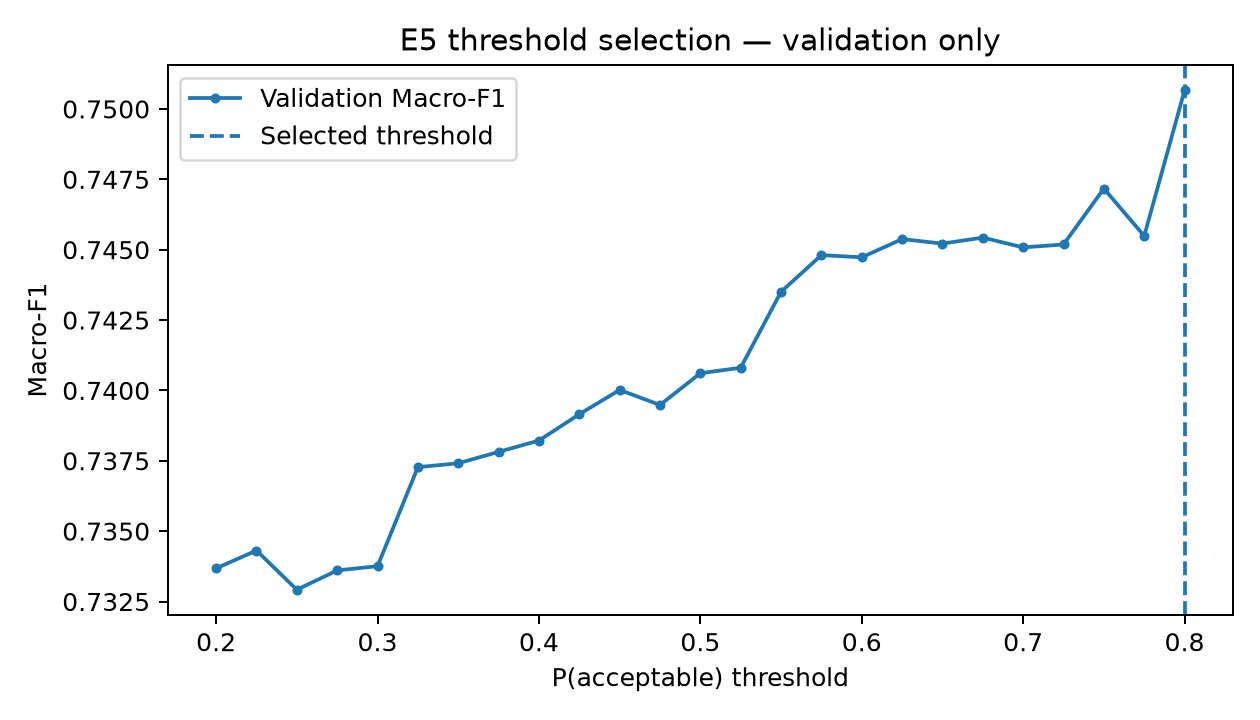 E5 threshold selection — validation only
Validation Macro-F1
Selected threshold
0.7500
0.7475
0.7450
0.7425
0.7400
0.7375
0.7350
0.7325
Macro-F1
0.2 0.3 0.4 0.5 0.6 0.7 0.8
P(acceptable) threshold